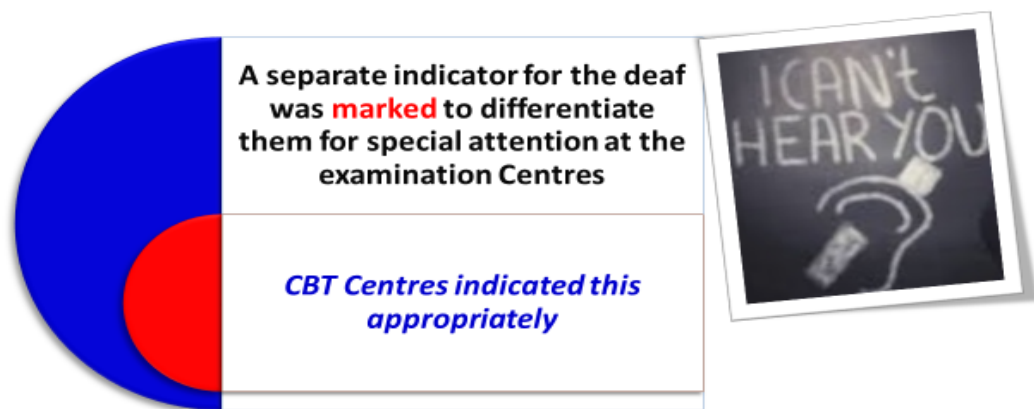 A separate indicator for the deaf
was marked to differentiate
them for special attention at the
examination Centres
CBT Centres indicated this
appropriately
I CAN't
HEAR YOU